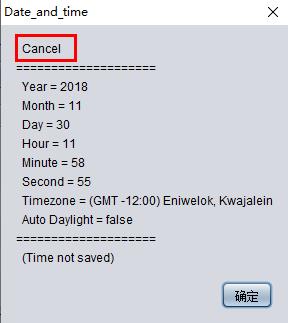 Date_and_time
Cancel
====================
Year = 2018
Month = 11
Day = 30
Hour = 11
Minute = 58
Second = 55
Timezone = (GMT -12:00) Eniwelok, Kwajalein
Auto Daylight = false
====================
(Time not saved)
确定